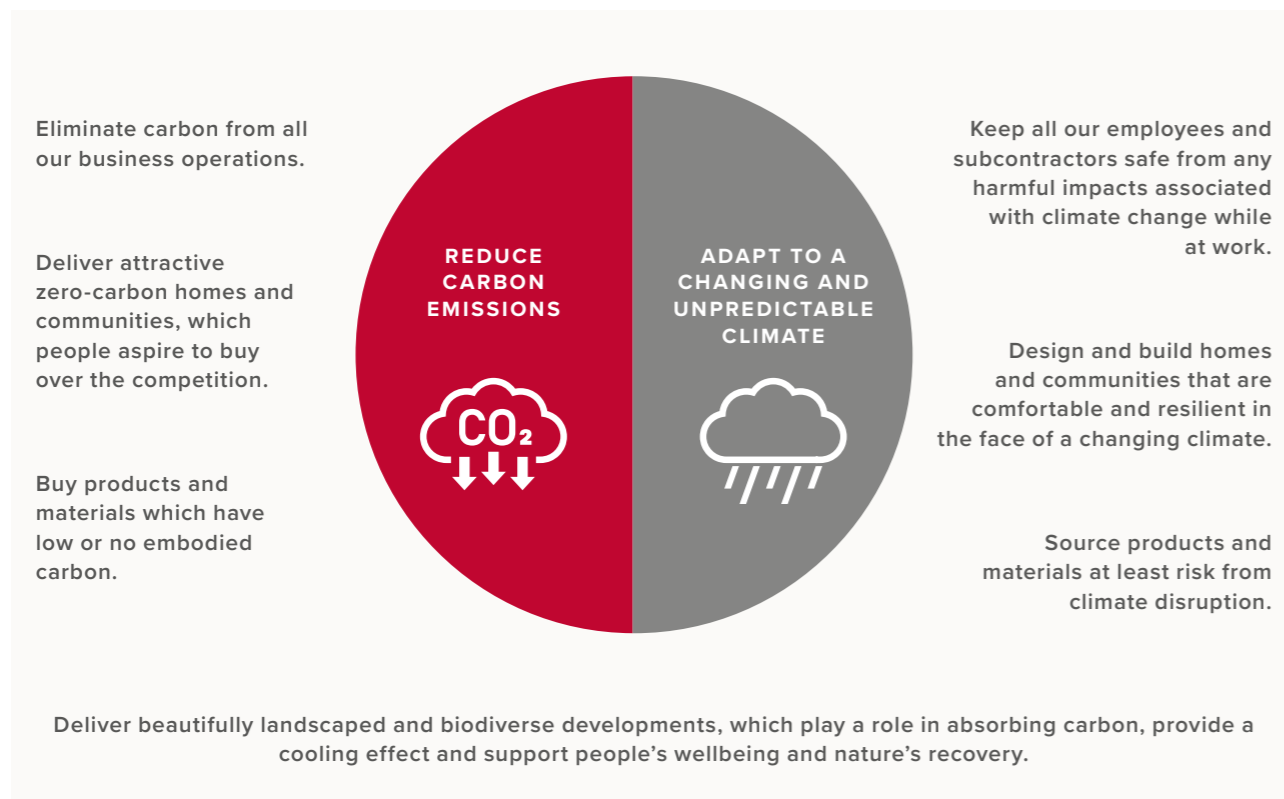 Eliminate carbon from all
our business operations.
Deliver attractive
zero-carbon homes and
communities, which
people aspire to buy
over the competition.
Buy products and
materials which have
low or no embodied
carbon.
REDUCE
CARBON
EMISSIONS
CO₂
ADAPT TO A
CHANGING AND
UNPREDICTABLE
CLIMATE
Keep all our employees and
subcontractors safe from any
harmful impacts associated
with climate change while
at work.
Design and build homes
and communities that are
comfortable and resilient in
the face of a changing climate.
Source products and
materials at least risk from
climate disruption.
Deliver beautifully landscaped and biodiverse developments, which play a role in absorbing carbon, provide a
cooling effect and support people’s wellbeing and nature’s recovery.